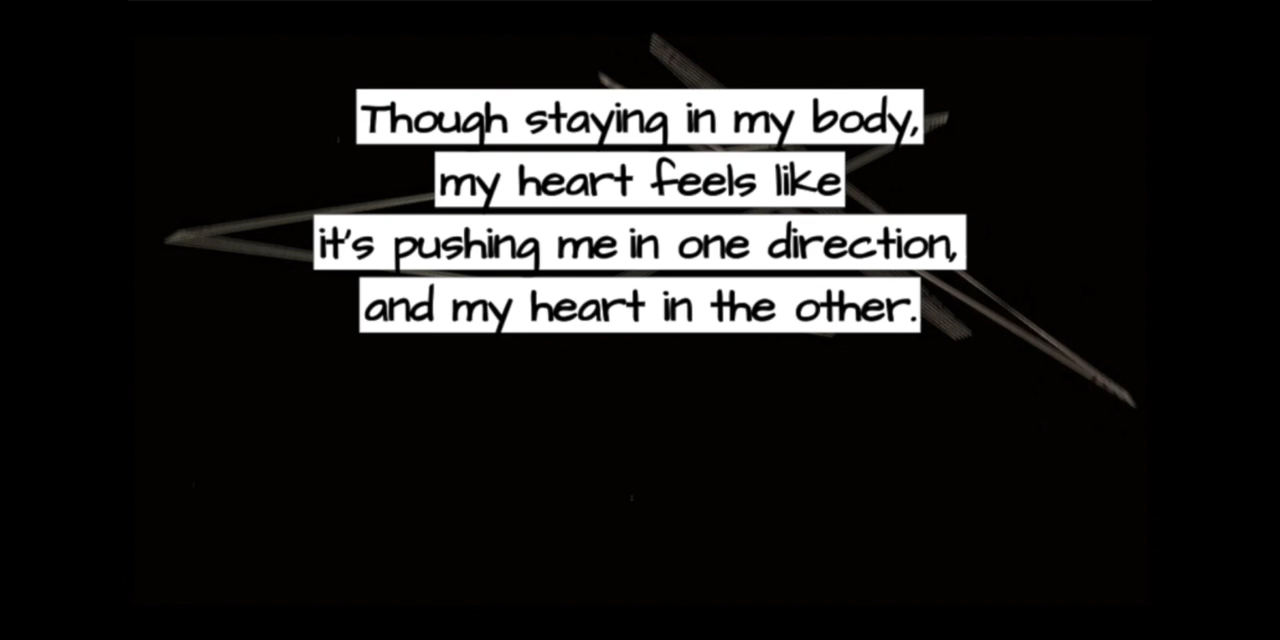 Though staying in my body,
my heart feels like
it's pushing me in one direction,
and my heart in the other.